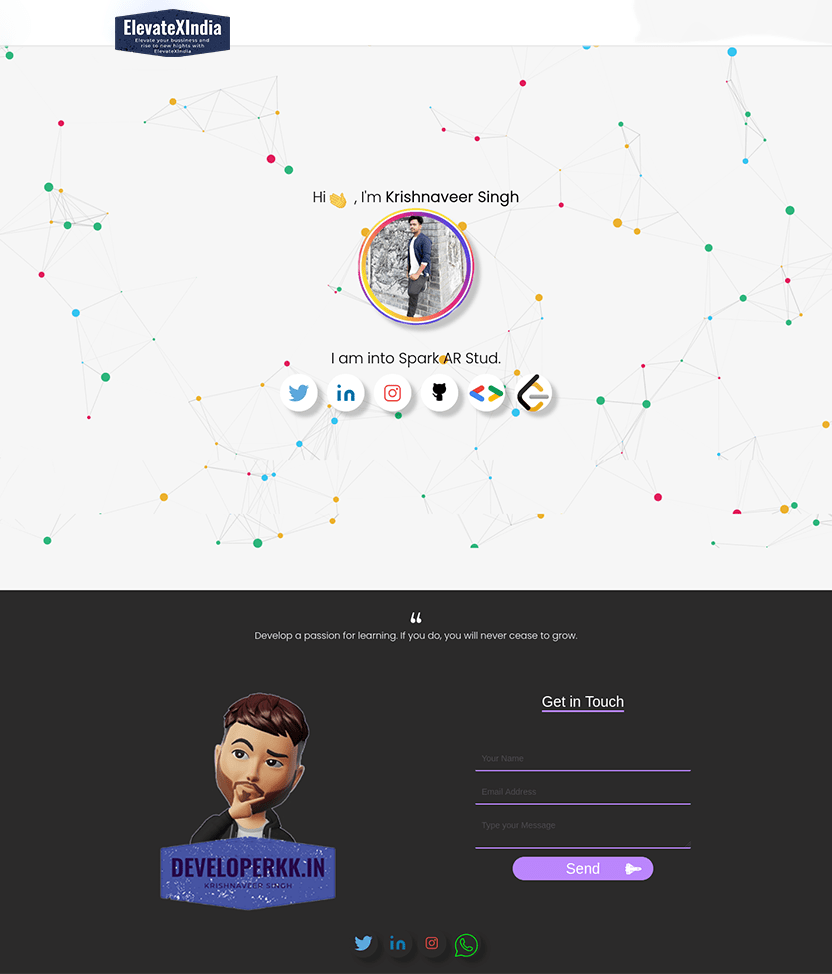 ElevateXIndia
Elevate your bussiness and
rise to new hights with
ElevateXIndia
Hi 👏 , I'm Krishnaveer Singh
I am into Spark AR Stud.
“
Develop a passion for learning. If you do, you will never cease to grow.
Get in Touch
Your Name
Email Address
Type your Message
Send
DEVELOPERKK.IN
KRISHNAVEER SINGH